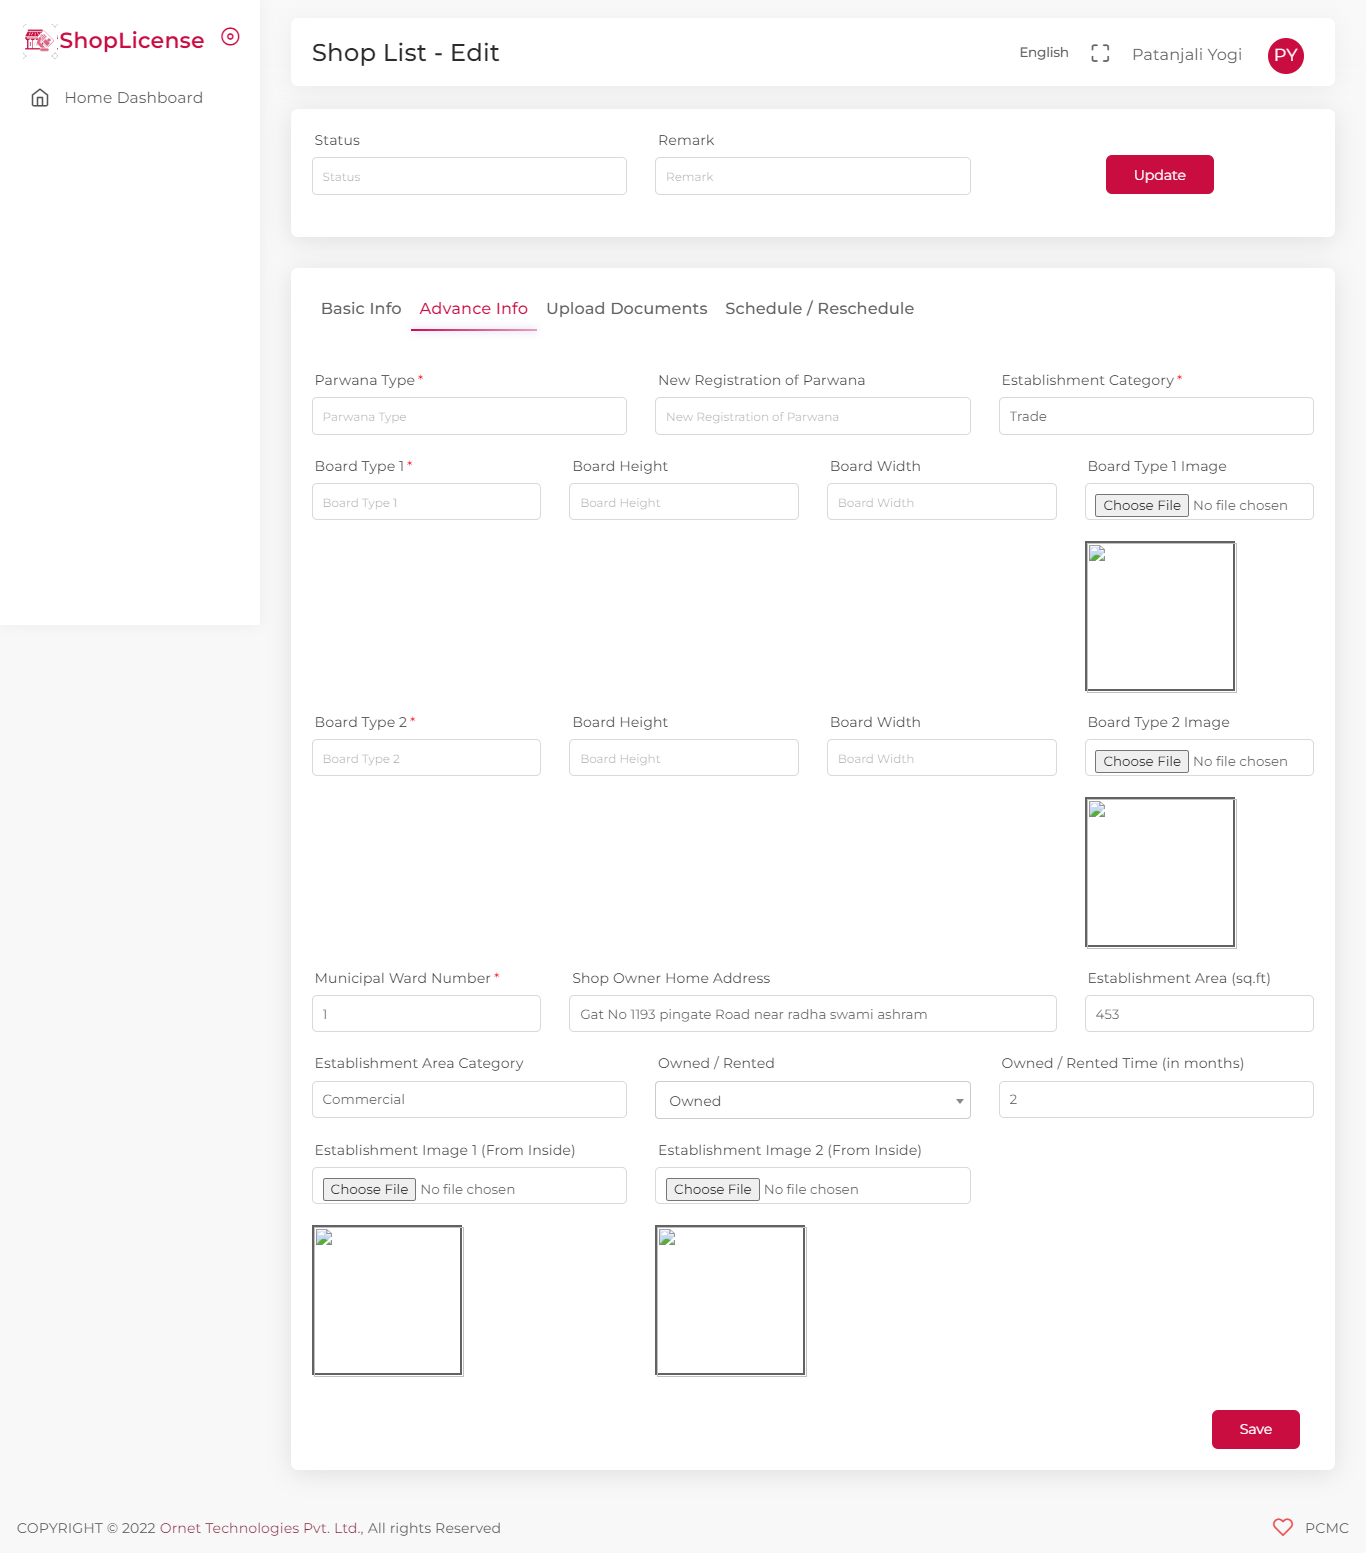 ShopLicense
Home Dashboard
Shop List - Edit
English
Patanjali Yogi
PY
Status
Remark
Status
Remark
Update
Basic Info
Advance Info
Upload Documents
Schedule / Reschedule
Parwana Type *
New Registration of Parwana
Establishment Category *
Parwana Type
New Registration of Parwana
Trade
Board Type 1 *
Board Height
Board Width
Board Type 1 Image
Board Type 1
Board Height
Board Width
Choose File No file chosen
Board Type 2 *
Board Height
Board Width
Board Type 2 Image
Board Type 2
Board Height
Board Width
Choose File No file chosen
Municipal Ward Number *
Shop Owner Home Address
Establishment Area (sq.ft)
1
Gat No 1193 pingate Road near radha swami ashram
453
Establishment Area Category
Owned / Rented
Owned / Rented Time (in months)
Commercial
Owned
2
Establishment Image 1 (From Inside)
Establishment Image 2 (From Inside)
Choose File No file chosen
Choose File No file chosen
Save
COPYRIGHT © 2022 Ornet Technologies Pvt. Ltd., All rights Reserved
PCMC